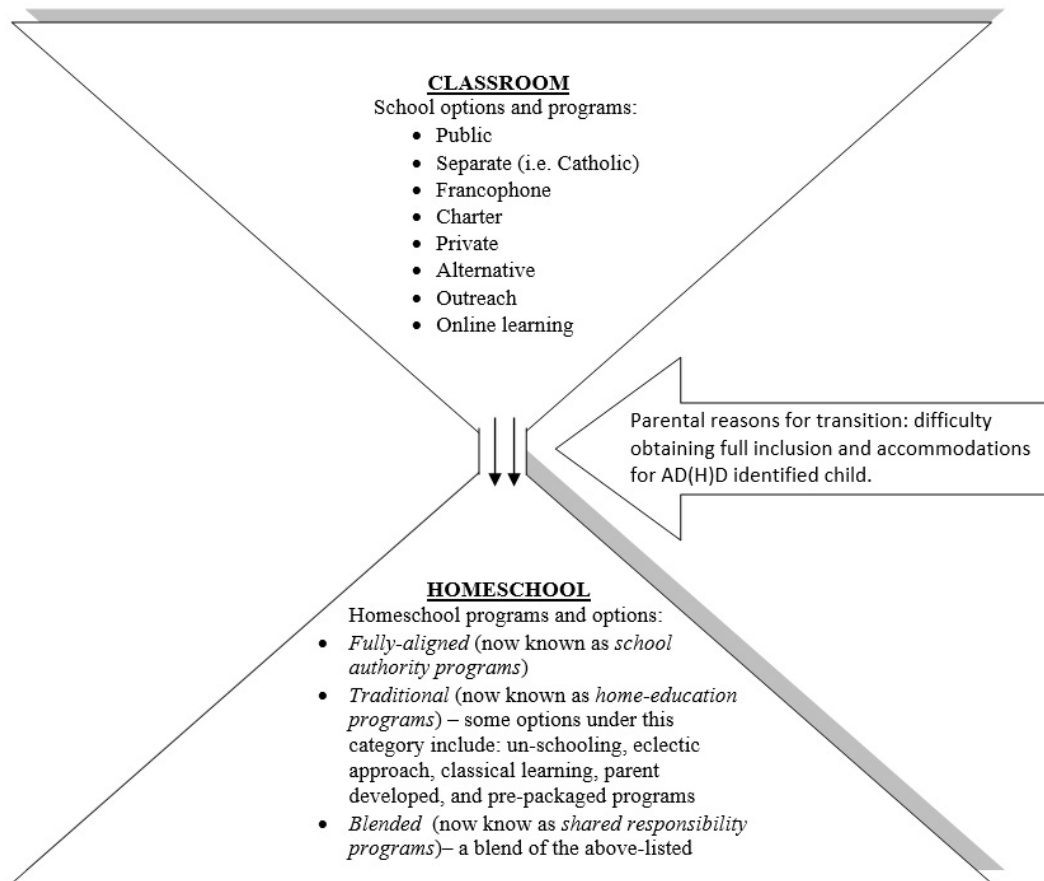 CLASSROOM
School options and programs:
• Public
• Separate (i.e. Catholic)
• Francophone
• Charter
• Private
• Alternative
• Outreach
• Online learning
Parental reasons for transition: difficulty
obtaining full inclusion and accommodations
for AD(H)D identified child.
HOMESCHOOL
Homeschool programs and options:
• Fully-aligned (now known as school
authority programs)
• Traditional (now known as home-education
programs) – some options under this
category include: un-schooling, eclectic
approach, classical learning, parent
developed, and pre-packaged programs
• Blended (now know as shared responsibility
programs)– a blend of the above-listed